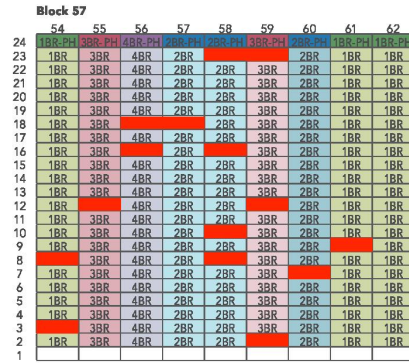 Block 57
54 55 56 57 58 59 60 61 62
24 1BR-PH 3BR-PH 4BR-PH 2BR-PH 2BR-PH 3BR-PH 2BR-PH 1BR-PH 1BR-PH
23 1BR 3BR 4BR 2BR 2BR 1BR 1BR
22 1BR 3BR 4BR 2BR 2BR 3BR 2BR 1BR 1BR
21 1BR 3BR 4BR 2BR 2BR 3BR 2BR 1BR 1BR
20 1BR 3BR 4BR 2BR 2BR 3BR 2BR 1BR 1BR
19 1BR 3BR 4BR 2BR 2BR 3BR 2BR 1BR 1BR
18 1BR 3BR 2BR 3BR 2BR 1BR 1BR
17 1BR 3BR 4BR 2BR 2BR 3BR 2BR 1BR 1BR
16 1BR 3BR 2BR 3BR 2BR 1BR 1BR
15 1BR 3BR 4BR 2BR 2BR 3BR 2BR 1BR 1BR
14 1BR 3BR 4BR 2BR 2BR 3BR 2BR 1BR 1BR
13 1BR 3BR 4BR 2BR 2BR 3BR 2BR 1BR 1BR
12 1BR 4BR 2BR 2BR 2BR 1BR 1BR
11 1BR 3BR 4BR 2BR 2BR 3BR 2BR 1BR 1BR
10 1BR 3BR 4BR 2BR 3BR 2BR 1BR 1BR
9 1BR 3BR 4BR 2BR 2BR 3BR 2BR 1BR
8 3BR 4BR 2BR 3BR 2BR 1BR 1BR
7 1BR 3BR 4BR 2BR 2BR 3BR 1BR 1BR
6 1BR 3BR 4BR 2BR 2BR 3BR 2BR 1BR 1BR
5 1BR 3BR 4BR 2BR 2BR 3BR 2BR 1BR 1BR
4 1BR 3BR 4BR 2BR 2BR 3BR 2BR 1BR 1BR
3 3BR 4BR 2BR 2BR 3BR 2BR 1BR 1BR
2 1BR 3BR 4BR 2BR 2BR 2BR 1BR 1BR
1